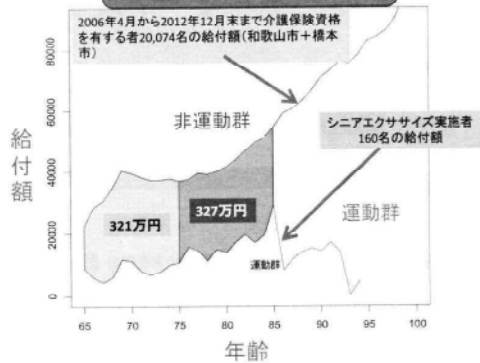 2006年4月から2012年12月末まで介護保険資格
を有する者20,074名の給付額（和歌山市＋橋本
市）
シニアエクササイズ実施者
160名の給付額
非運動群
運動群
321万円
327万円
運動群
給付額
80000
60000
40000
20000
0
65 70 75 80 85 90 95 100
年齢